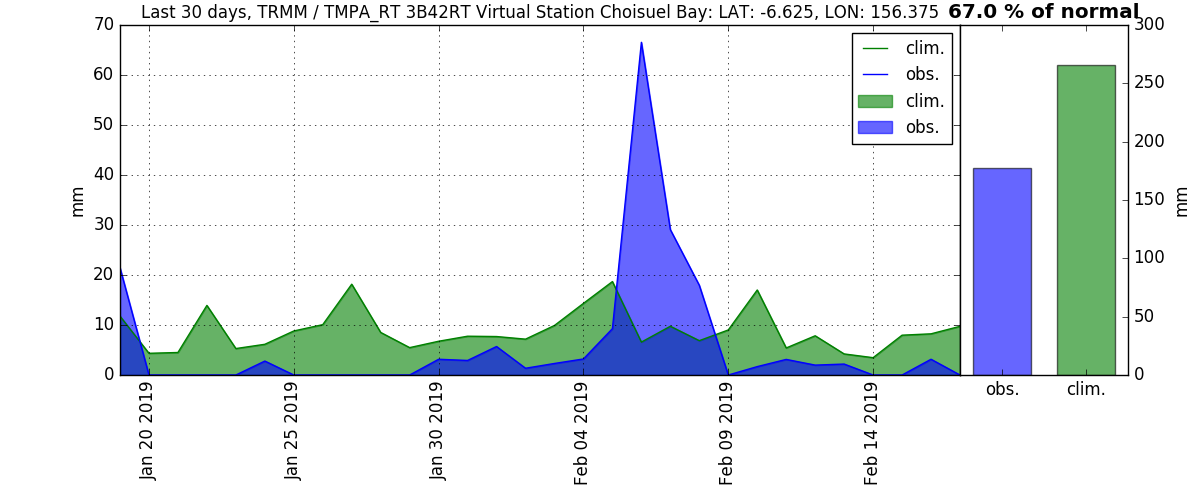 Last 30 days, TRMM / TMPA_RT 3B42RT Virtual Station Choisuel Bay: LAT: -6.625, LON: 156.375
67.0 % of normal
70
60
50
40
30
20
10
0
mm
clim.
obs.
clim.
obs.
Jan 20 2019
Jan 25 2019
Jan 30 2019
Feb 04 2019
Feb 09 2019
Feb 14 2019
300
250
200
150
100
50
0
mm
obs.
clim.